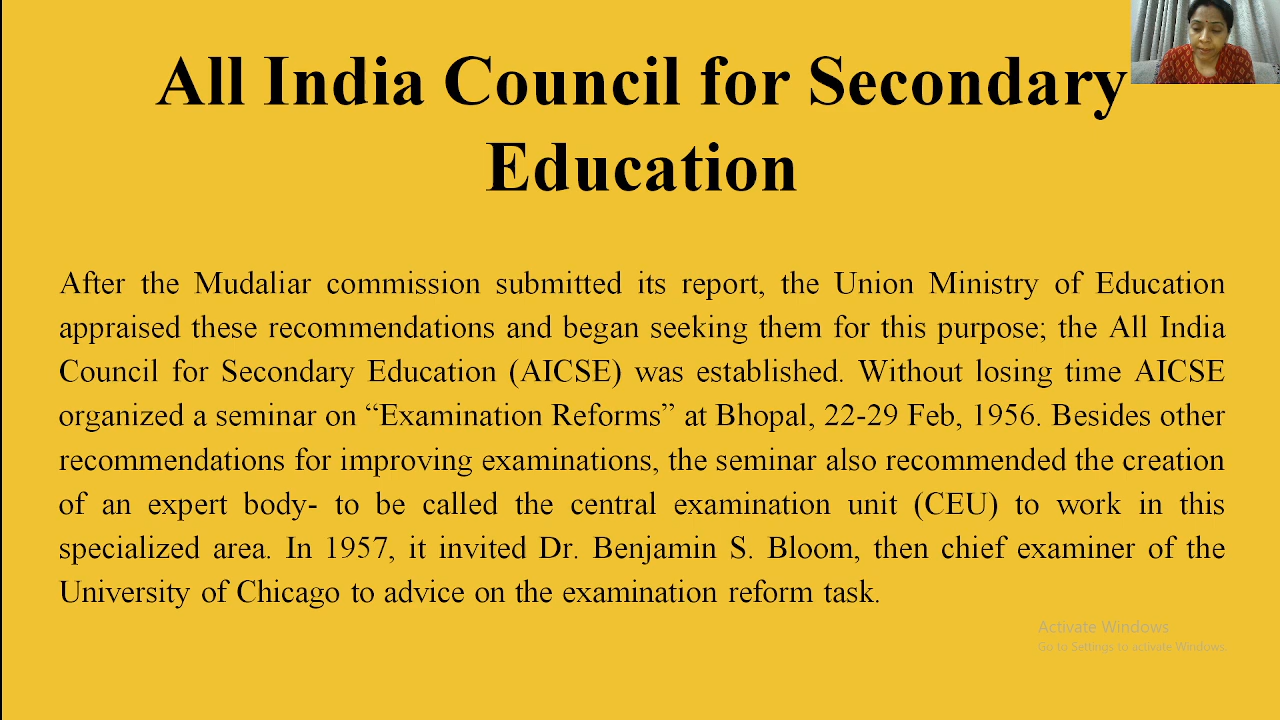 All India Council for Secondary
Education
After the Mudaliar commission submitted its report, the Union Ministry of Education
appraised these recommendations and began seeking them for this purpose; the All India
Council for Secondary Education (AICSE) was established. Without losing time AICSE
organized a seminar on “Examination Reforms” at Bhopal, 22-29 Feb, 1956. Besides other
recommendations for improving examinations, the seminar also recommended the creation
of an expert body- to be called the central examination unit (CEU) to work in this
specialized area. In 1957, it invited Dr. Benjamin S. Bloom, then chief examiner of the
University of Chicago to advice on the examination reform task.
Activate Windows
Go to Settings to activate Windows.